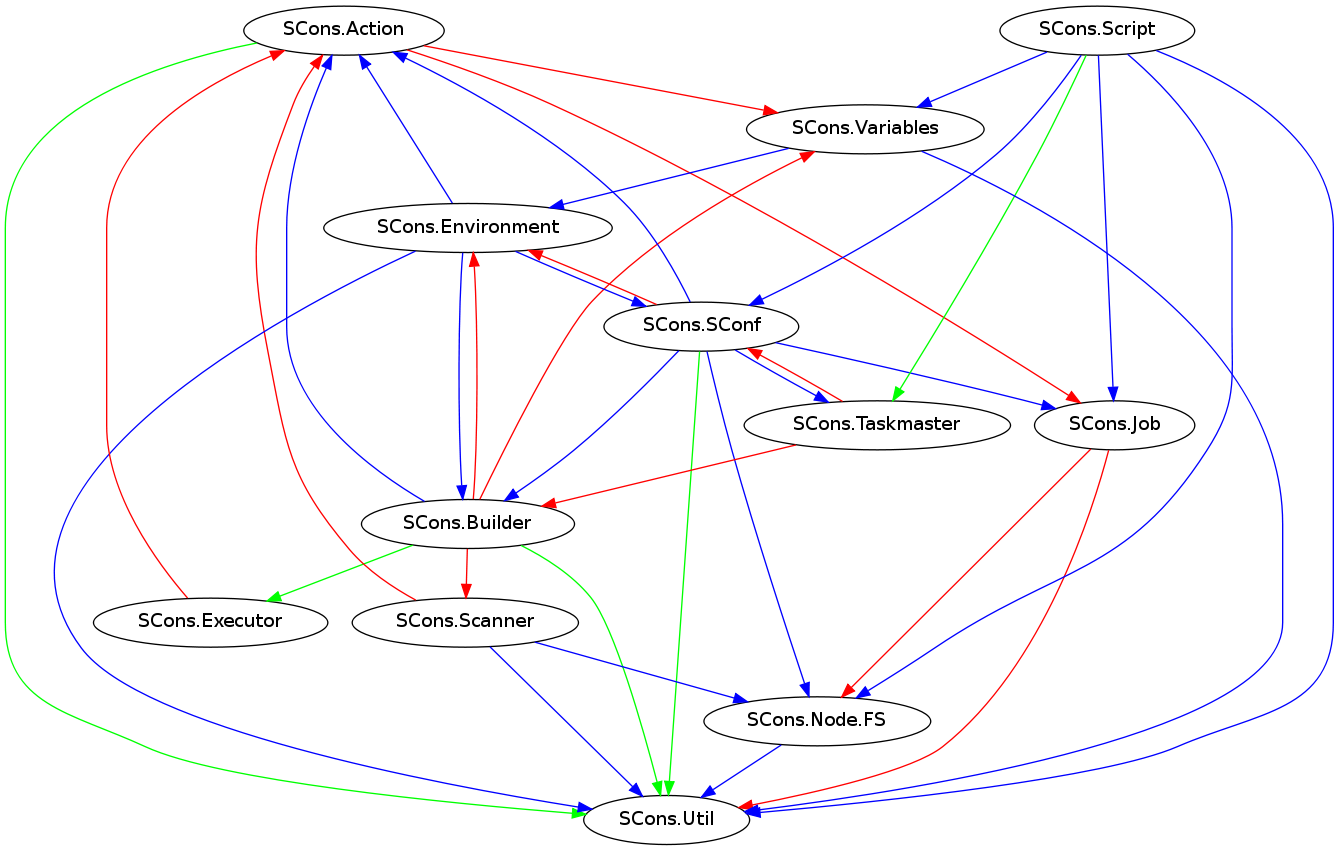 SCons.Action
SCons.Script
SCons.Variables
SCons.Environment
SCons.SConf
SCons.Taskmaster
SCons.Job
SCons.Builder
SCons.Executor
SCons.Scanner
SCons.Node.FS
SCons.Util